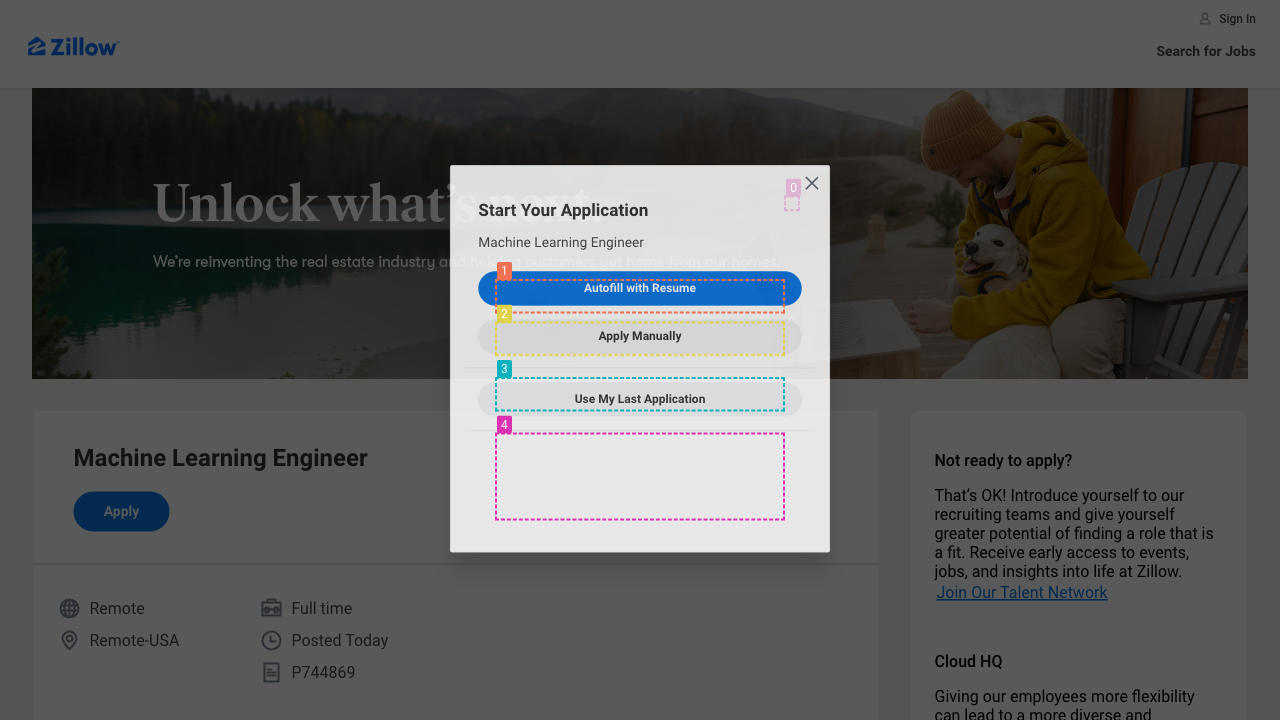 Sign In
Zillow
Search for Jobs
Unlock what's next
We're reinventing the real estate industry and helping customers get home from our homes.
0
Start Your Application
Machine Learning Engineer
1
Autofill with Resume
2
Apply Manually
3
Use My Last Application
4
Machine Learning Engineer
Apply
Remote
Full time
Remote-USA
Posted Today
P744869
Not ready to apply?
That's OK! Introduce yourself to our
recruiting teams and give yourself
greater potential of finding a role that is
a fit. Receive early access to events,
jobs, and insights into life at Zillow.
Join Our Talent Network
Cloud HQ
Giving our employees more flexibility
can lead to a more diverse and